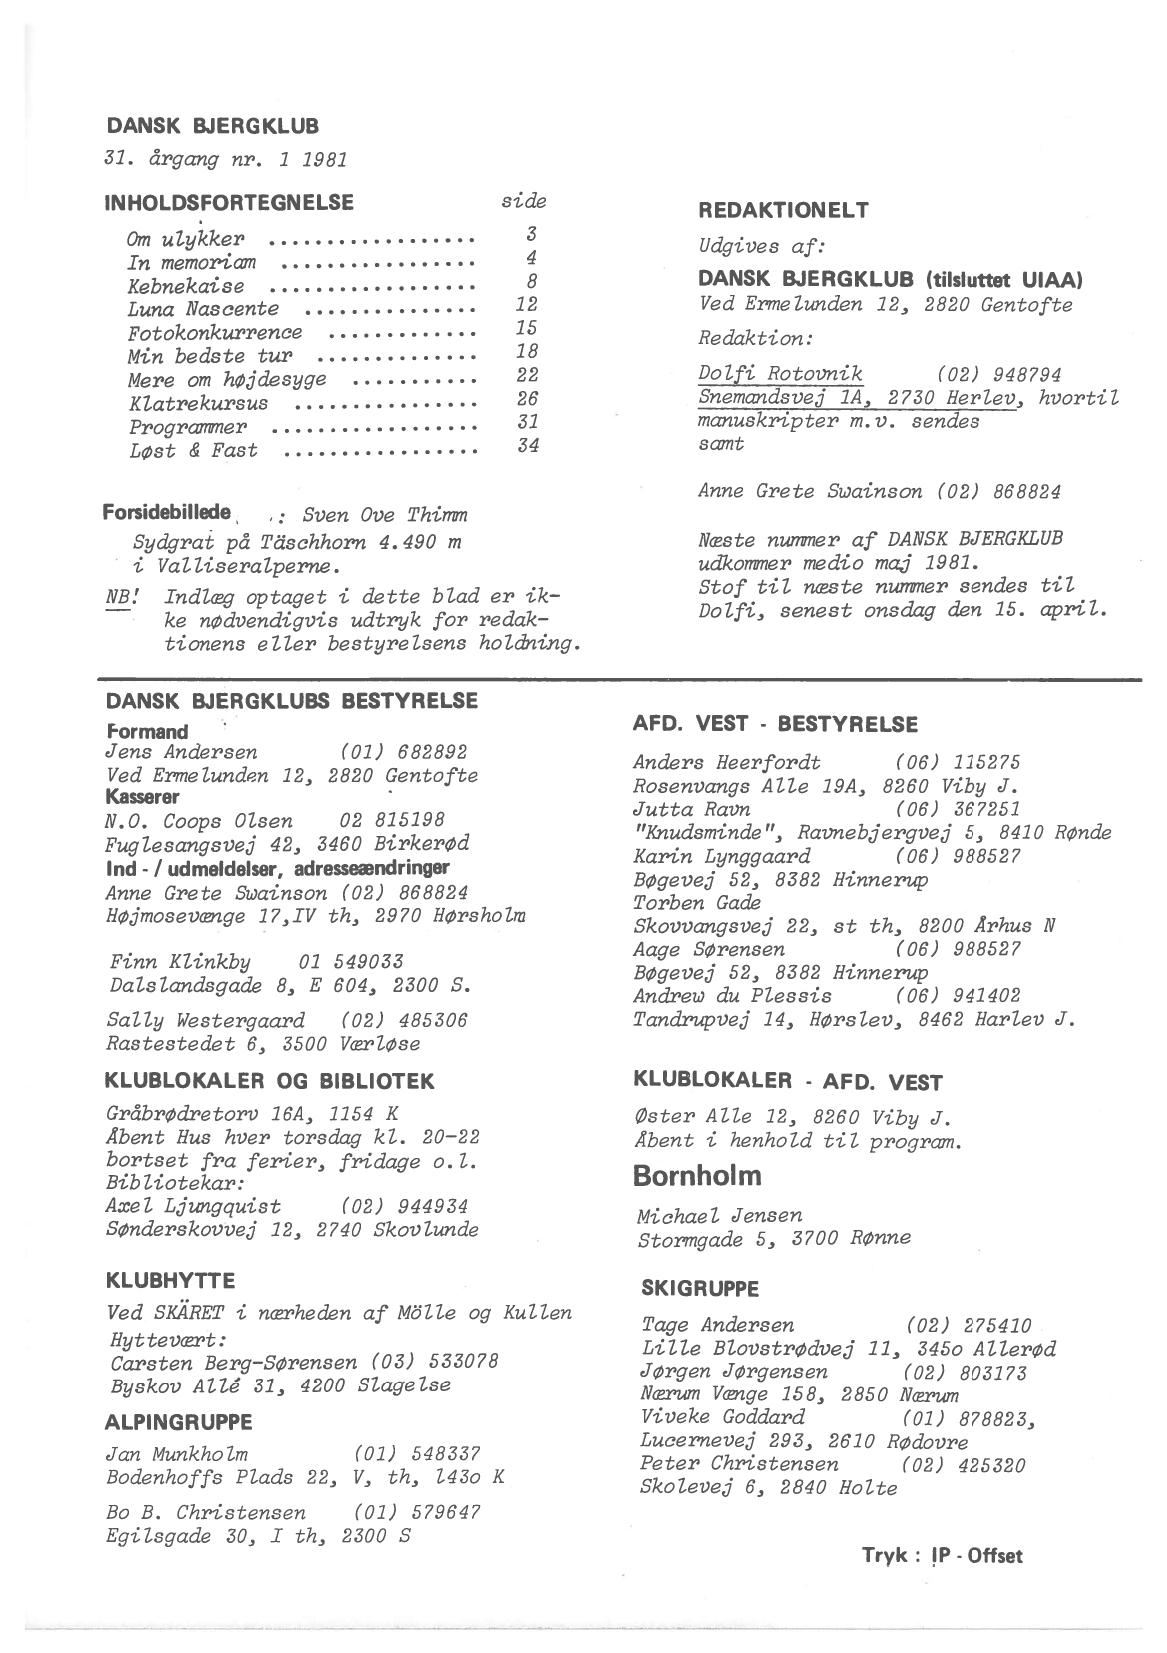 DANSK BJERGKLUB
31. årgang nr. 1 1981
INHOLDSFORTEGNELSE side
Om ulykker .................. 3
In memoriam ................. 4
Kebnekaise .................. 8
Luna Nascente ............... 12
Fotokonkurrence ............. 15
Min bedste tur .............. 18
Mere om højdesyge ........... 22
Klatrekursus ................ 26
Programmer .................. 31
Løst & Fast ................. 34
Forsidebillede .: Sven Ove Thimm
Sydgrat på Täschhorn 4.490 m
i Valliseralperne.
NB! Indlæg optaget i dette blad er ik-
ke nødvendigvis udtryk for redak-
tionens eller bestyrelsens holdning.
REDAKTIONELT
Udgives af:
DANSK BJERGKLUB (tilsluttet UIAA)
Ved Ermelunden 12, 2820 Gentofte
Redaktion:
Dolfi Rotovnik (02) 948794
Snemandsvej 1A, 2730 Herlev, hvortil
manuskripter m.v. sendes
samt
Anne Grete Swainson (02) 868824
Næste nummer af DANSK BJERGKLUB
udkommer medio maj 1981.
Stof til næste nummer sendes til
Dolfi, senest onsdag den 15. april.
DANSK BJERGKLUBS BESTYRELSE
Formand
Jens Andersen (01) 682892
Ved Ermelunden 12, 2820 Gentofte
Kasserer
N.O. Coops Olsen 02 815198
Fuglesangsvej 42, 3460 Birkerød
Ind - / udmeldelser, adresseændringer
Anne Grete Swainson (02) 868824
Højmosevænge 17,IV th, 2970 Hørsholm
Finn Klinkby 01 549033
Dalslandsgade 8, E 604, 2300 S.
Sally Westergaard (02) 485306
Rastestedet 6, 3500 Værløse
KLUBLOKALER OG BIBLIOTEK
Gråbrødretorv 16A, 1154 K
Åbent Hus hver torsdag kl. 20-22
bortset fra ferier, fridage o.l.
Bibliotekar:
Axel Ljungquist (02) 944934
Sønderskovvej 12, 2740 Skovlunde
KLUBHYTTE
Ved SKÄRET i nærheden af Mölle og Kullen
Hyttevært:
Carsten Berg-Sørensen (03) 533078
Byskov Allé 31, 4200 Slagelse
ALPINGRUPPE
Jan Munkholm (01) 548337
Bodenhoffs Plads 22, V, th, l43o K
Bo B. Christensen (01) 579647
Egilsgade 30, I th, 2300 S
AFD. VEST - BESTYRELSE
Anders Heerfordt (06) 115275
Rosenvangs Alle 19A, 8260 Viby J.
Jutta Ravn (06) 367251
"Knudsminde", Ravnebjergvej 5, 8410 Rønde
Karin Lynggaard (06) 988527
Bøgevej 52, 8382 Hinnerup
Torben Gade
Skovvangsvej 22, st th, 8200 Århus N
Aage Sørensen (06) 988527
Bøgevej 52, 8382 Hinnerup
Andrew du Plessis (06) 941402
Tandrupvej 14, Hørslev, 8462 Harlev J.
KLUBLOKALER - AFD. VEST
Øster Alle 12, 8260 Viby J.
Åbent i henhold til program.
Bornholm
Michael Jensen
Stormgade 5, 3700 Rønne
SKIGRUPPE
Tage Andersen (02) 275410
Lille Blovstrødvej 11, 345o Allerød
Jørgen Jørgensen (02) 803173
Nærum Vænge 158, 2850 Nærum
Viveke Goddard (01) 878823,
Lucernevej 293, 2610 Rødovre
Peter Christensen (02) 425320
Skolevej 6, 2840 Holte
Tryk : IP - Offset